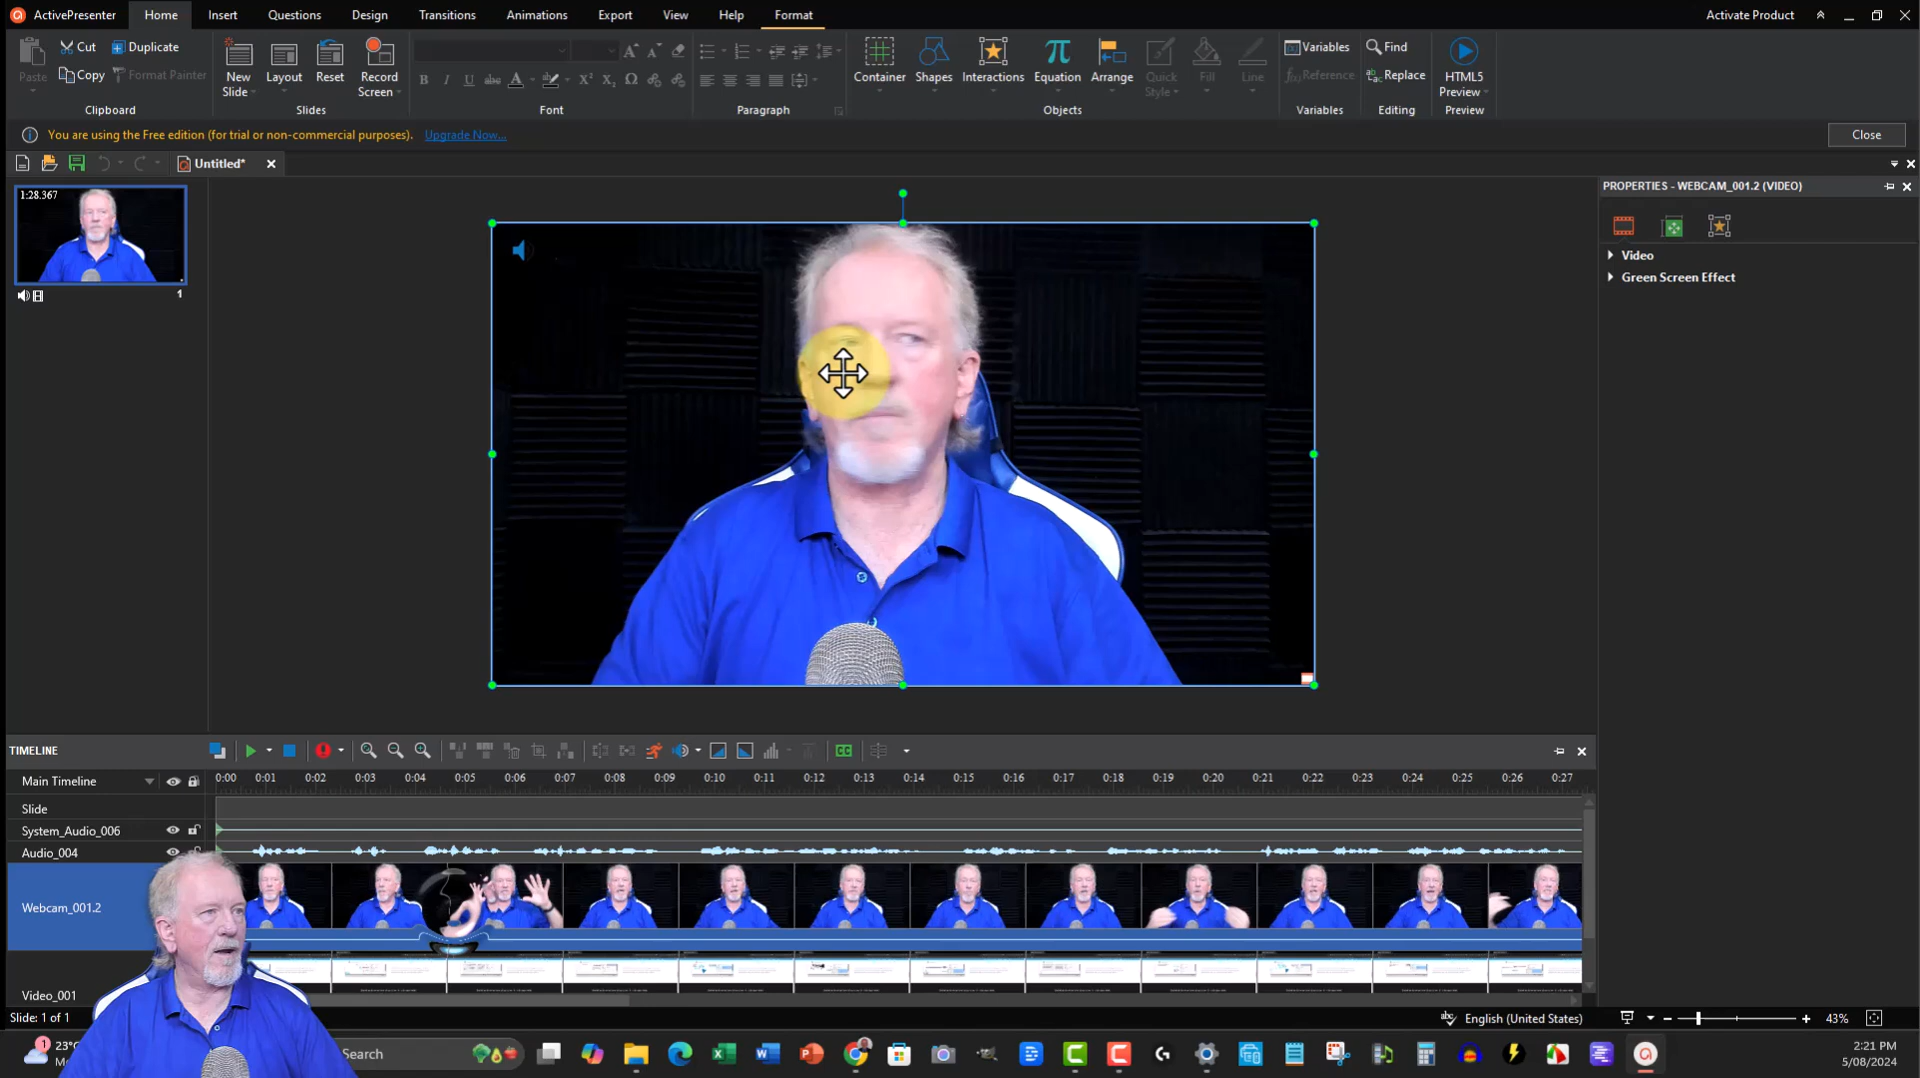 ActivePresenter Home Insert Questions Design Transitions Animations Export View Help Format Activate Product
Paste Cut Copy Duplicate Format Painter
New Slide Layout Reset Record Screen
Container Shapes Interactions Equation Arrange Quick Style Fill Line
Variables Reference Find Replace HTML5 Preview
Clipboard Slides Font Paragraph Objects Variables Editing Preview
You are using the Free edition (for trial or non-commercial purposes). Upgrade Now... Close
Untitled*
PROPERTIES - WEBCAM_001.2 (VIDEO)
1:28.367
1
Video
Green Screen Effect
TIMELINE
CC
Main Timeline 0:00 0:01 0:02 0:03 0:04 0:05 0:06 0:07 0:08 0:09 0:10 0:11 0:12 0:13 0:14 0:15 0:16 0:17 0:18 0:19 0:20 0:21 0:22 0:23 0:24 0:25 0:26 0:27
Slide
System_Audio_006
Audio_004
Webcam_001.2
Video_001
Slide: 1 of 1 English (United States) 43%
1 23° Search
2:21 PM
5/08/2024